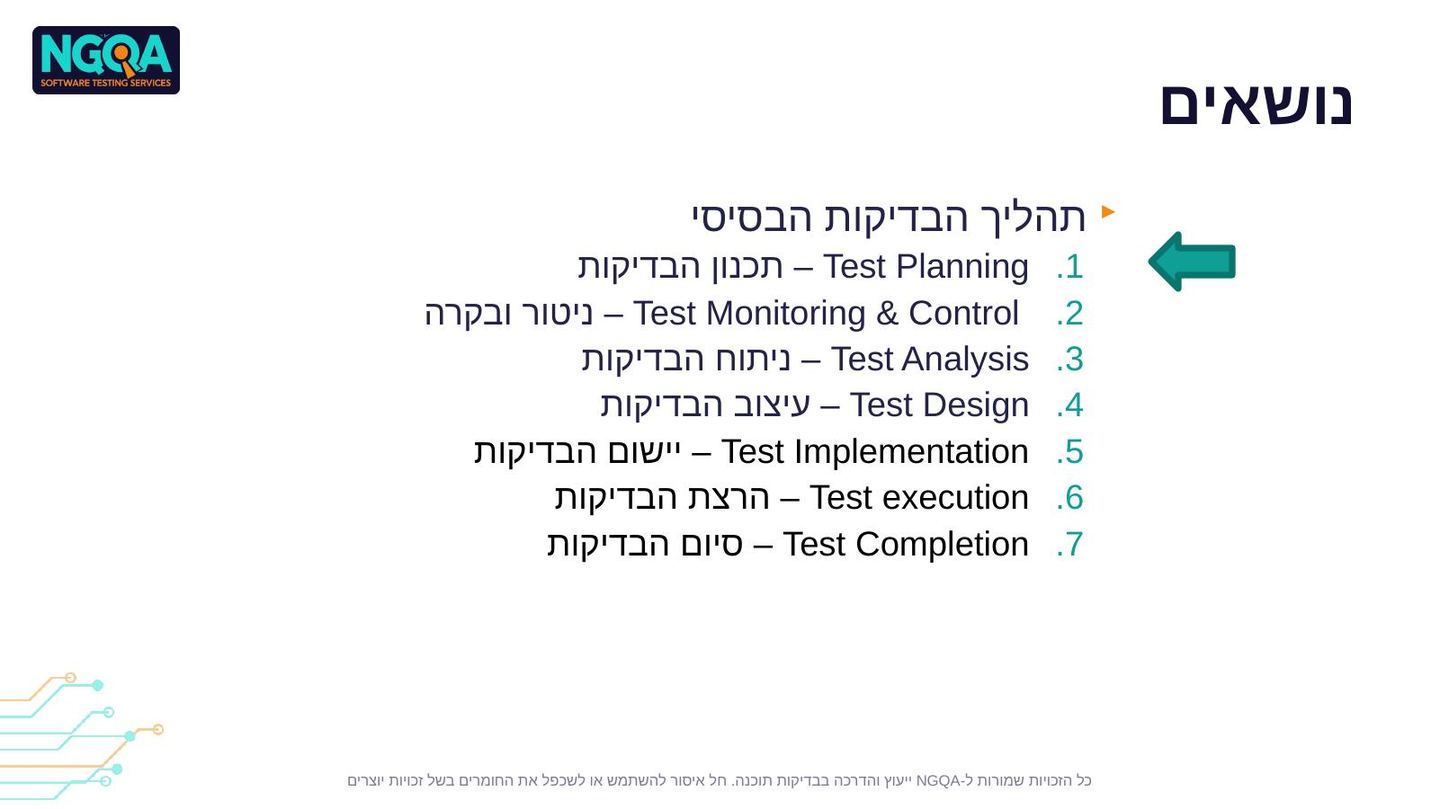 NGQA
SOFTWARE TESTING SERVICES
נושאים
תהליך הבדיקות הבסיסי
1. Test Planning – תכנון הבדיקות
2. Test Monitoring & Control – ניטור ובקרה
3. Test Analysis – ניתוח הבדיקות
4. Test Design – עיצוב הבדיקות
5. Test Implementation – יישום הבדיקות
6. Test execution – הרצת הבדיקות
7. Test Completion – סיום הבדיקות
כל הזכויות שמורות ל-NGQA ייעוץ והדרכה בבדיקות תוכנה. חל איסור להשתמש או לשכפל את החומרים בשל זכויות יוצרים